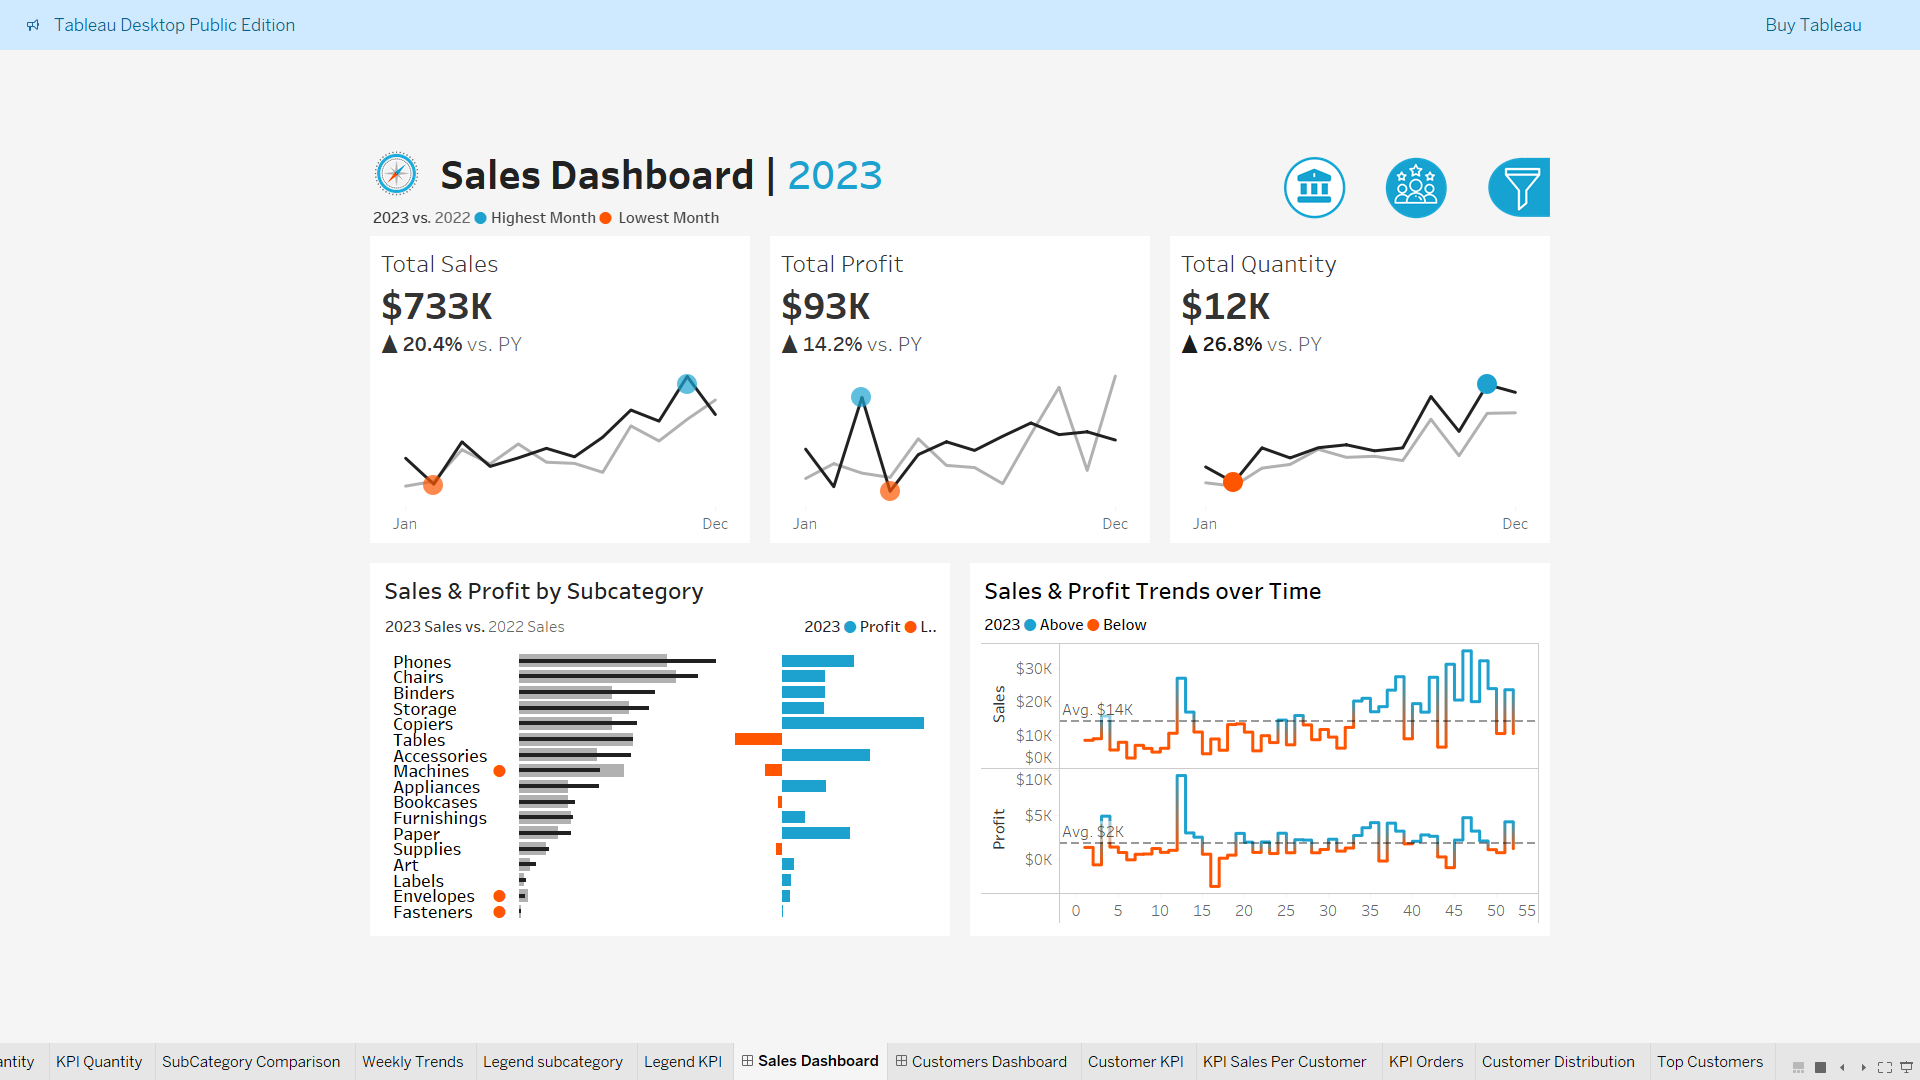 Tableau Desktop Public Edition
Buy Tableau
Sales Dashboard | 2023
2023 vs. 2022 Highest Month Lowest Month
Total Sales
$733K
▲ 20.4% vs. PY
Jan Dec
Total Profit
$93K
▲ 14.2% vs. PY
Jan Dec
Total Quantity
$12K
▲ 26.8% vs. PY
Jan Dec
Sales & Profit by Subcategory
2023 Sales vs. 2022 Sales
2023 Profit L..
Phones
Chairs
Binders
Storage
Copiers
Tables
Accessories
Machines
Appliances
Bookcases
Furnishings
Paper
Supplies
Art
Labels
Envelopes
Fasteners
Sales & Profit Trends over Time
2023 Above Below
Sales
$30K
$20K
$10K
$0K
Avg. $14K
Profit
$10K
$5K
$0K
Avg. $2K
0 5 10 15 20 25 30 35 40 45 50 55
antity KPI Quantity SubCategory Comparison Weekly Trends Legend subcategory Legend KPI Sales Dashboard Customers Dashboard Customer KPI KPI Sales Per Customer KPI Orders Customer Distribution Top Customers